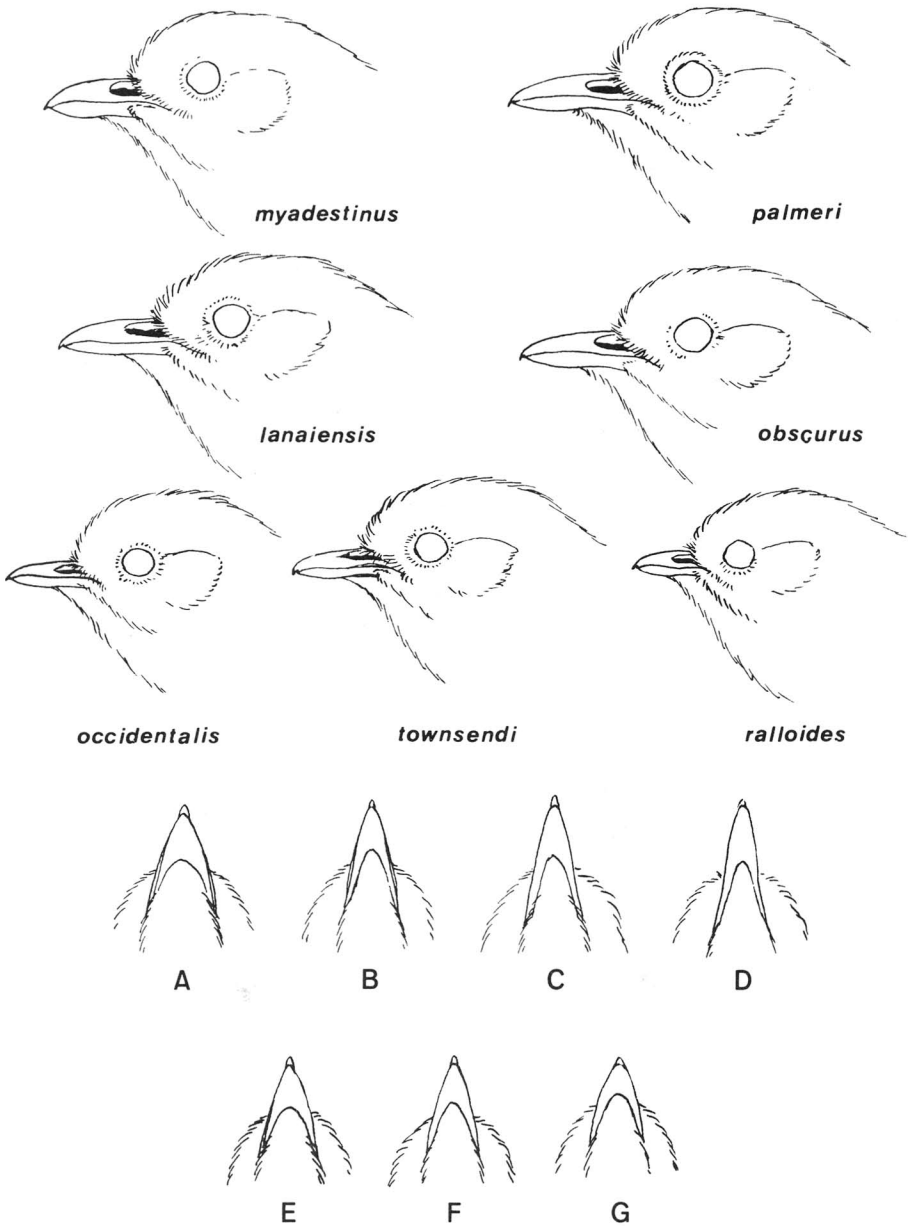 myadestinus
palmeri
lanaiensis
obscurus
occidentalis
townsendi
ralloides
A
B
C
D
E
F
G